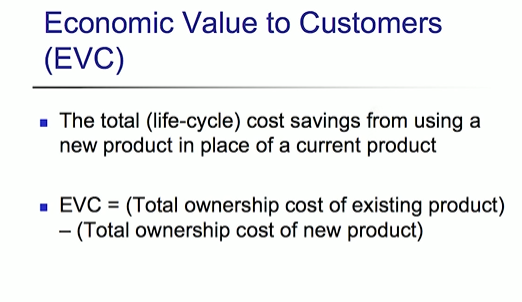 Economic Value to Customers
(EVC)
The total (life-cycle) cost savings from using a
new product in place of a current product
EVC = (Total ownership cost of existing product)
– (Total ownership cost of new product)